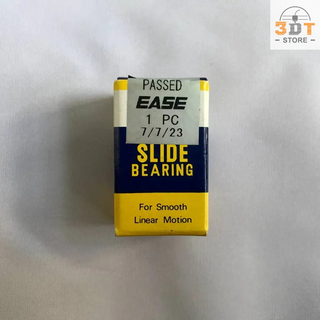 3DT
STORE
PASSED
EASE
1 PC
7/7/23
SLIDE
BEARING
For Smooth
Linear Motion